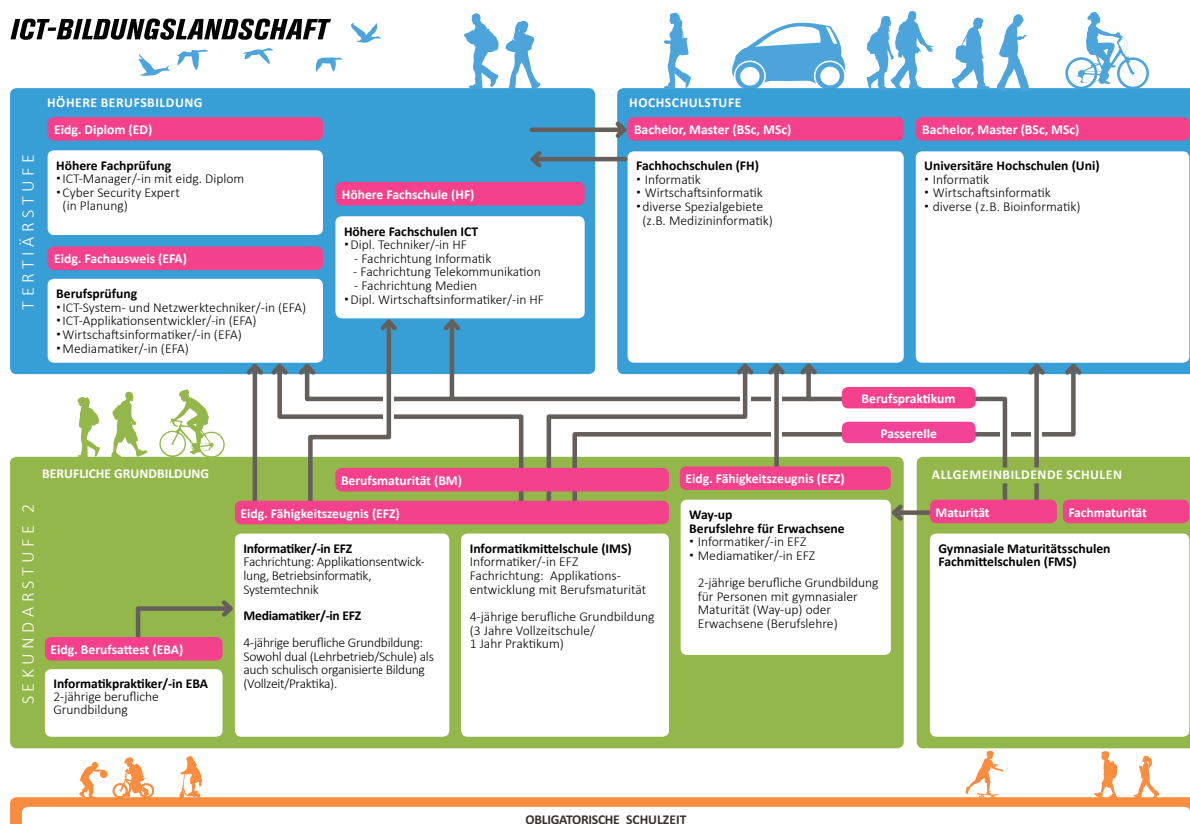 ICT-BILDUNGSLANDSCHAFT
TERTIÄRSTUFE
HÖHERE BERUFSBILDUNG
Eidg. Diplom (ED)
Höhere Fachprüfung
• ICT-Manager/-in mit eidg. Diplom
• Cyber Security Expert
(in Planung)
Eidg. Fachausweis (EFA)
Berufsprüfung
• ICT-System- und Netzwerktechniker/-in (EFA)
• ICT-Applikationsentwickler/-in (EFA)
• Wirtschaftsinformatiker/-in (EFA)
• Mediamatiker/-in (EFA)
Höhere Fachschule (HF)
Höhere Fachschulen ICT
• Dipl. Techniker/-in HF
- Fachrichtung Informatik
- Fachrichtung Telekommunikation
- Fachrichtung Medien
• Dipl. Wirtschaftsinformatiker/-in HF
HOCHSCHULSTUFE
Bachelor, Master (BSc, MSc)
Fachhochschulen (FH)
• Informatik
• Wirtschaftsinformatik
• diverse Spezialgebiete
(z.B. Medizininformatik)
Bachelor, Master (BSc, MSc)
Universitäre Hochschulen (Uni)
• Informatik
• Wirtschaftsinformatik
• diverse (z.B. Bioinformatik)
Berufspraktikum
Passerelle
SEKUNDARSTUFE 2
BERUFLICHE GRUNDBILDUNG
Berufsmaturität (BM)
Eidg. Fähigkeitszeugnis (EFZ)
Informatiker/-in EFZ
Fachrichtung: Applikationsentwick-
lung, Betriebsinformatik,
Systemtechnik
Mediamatiker/-in EFZ
4-jährige berufliche Grundbildung:
Sowohl dual (Lehrbetrieb/Schule) als
auch schulisch organisierte Bildung
(Vollzeit/Praktika).
Informatikmittelschule (IMS)
Informatiker/-in EFZ
Fachrichtung: Applikations-
entwicklung mit Berufsmaturität
4-jährige berufliche Grundbildung
(3 Jahre Vollzeitschule/
1 Jahr Praktikum)
Eidg. Berufsattest (EBA)
Informatikpraktiker/-in EBA
2-jährige berufliche
Grundbildung
Eidg. Fähigkeitszeugnis (EFZ)
Way-up
Berufslehre für Erwachsene
• Informatiker/-in EFZ
• Mediamatiker/-in EFZ
2-jährige berufliche Grundbildung
für Personen mit gymnasialer
Maturität (Way-up) oder
Erwachsene (Berufslehre)
ALLGEMEINBILDENDE SCHULEN
Maturität
Fachmaturität
Gymnasiale Maturitätsschulen
Fachmittelschulen (FMS)
OBLIGATORISCHE SCHULZEIT